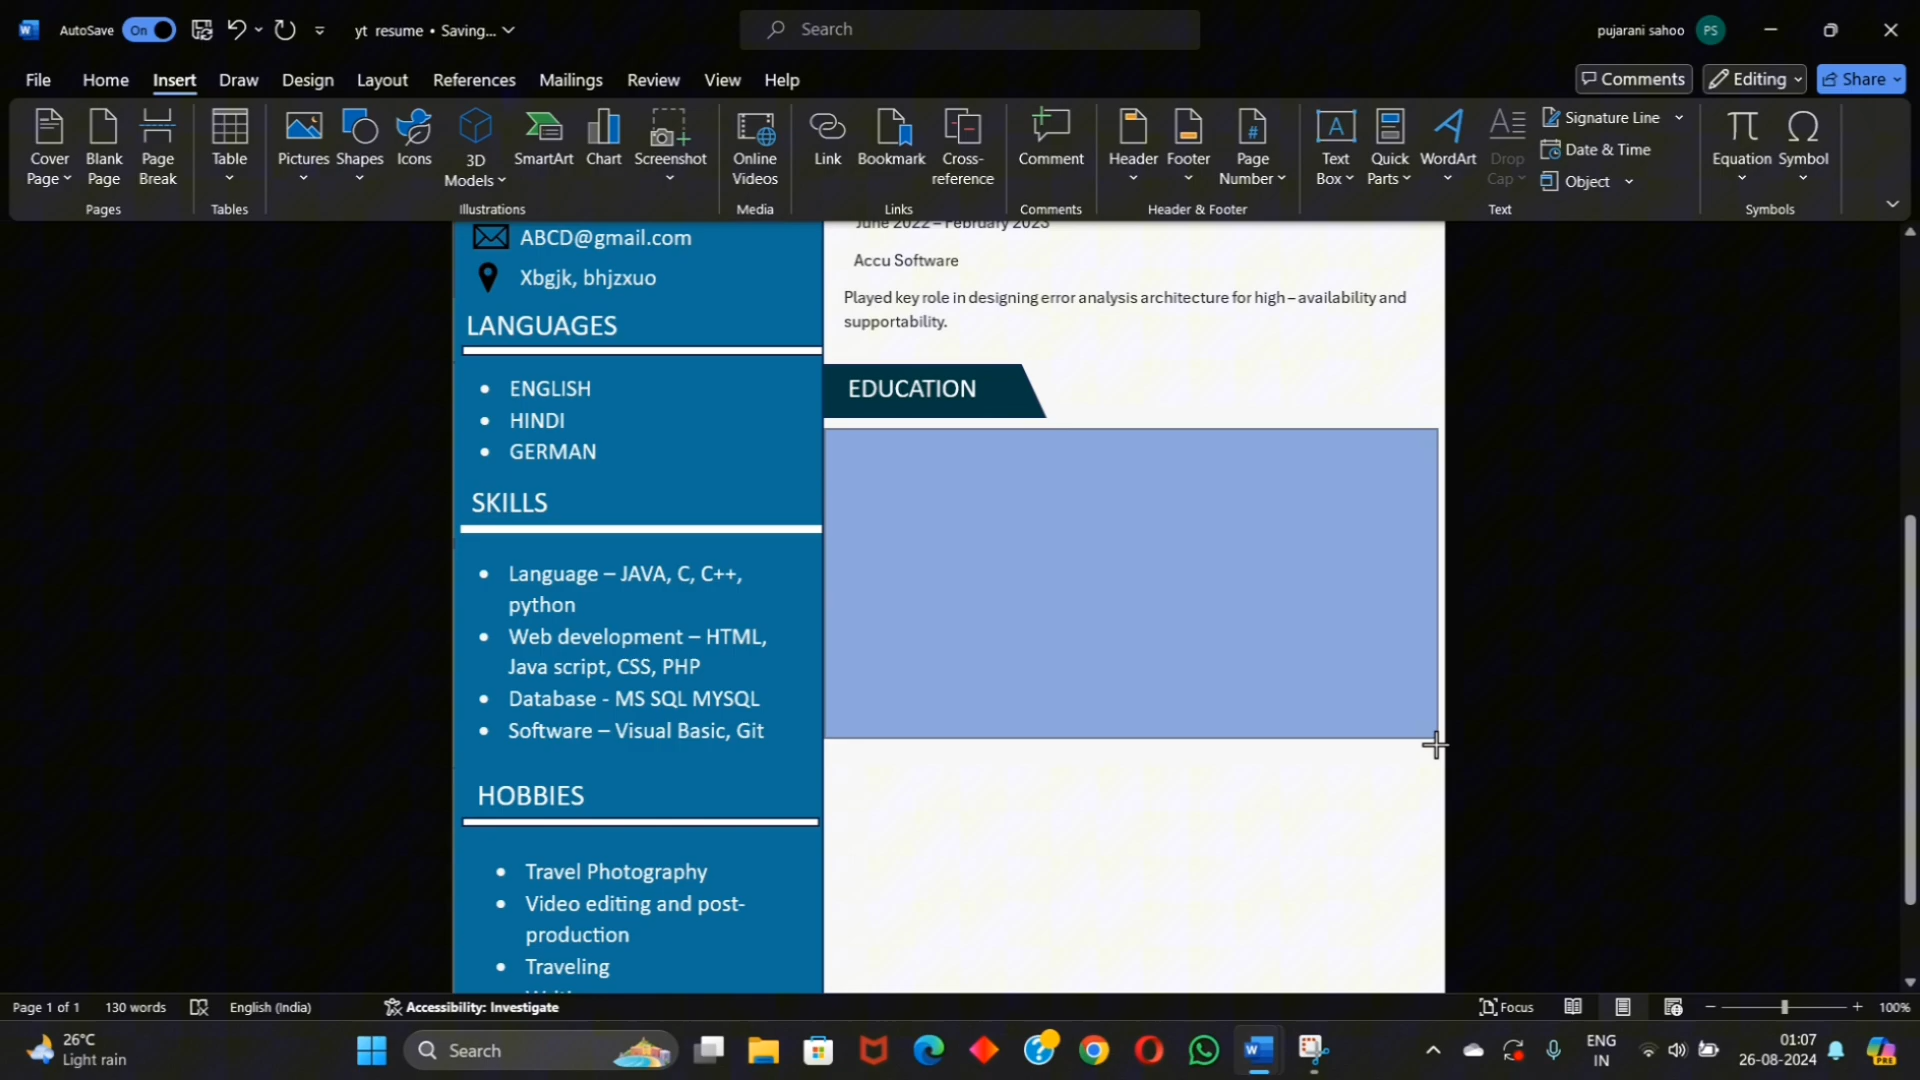 AutoSave On yt resume • Saving... Search pujarani sahoo PS
File Home Insert Draw Design Layout References Mailings Review View Help Comments Editing Share
Cover Page Blank Page Page Break Table Pictures Shapes Icons 3D Models SmartArt Chart Screenshot Online Videos Link Bookmark Cross-reference Comment Header Footer Page Number Text Box Quick Parts WordArt Drop Cap Signature Line Date & Time Object Equation Symbol
Pages Tables Illustrations Media Links Comments Header & Footer Text Symbols
ABCD@gmail.com
Xbgjk, bhjzxuo
LANGUAGES
• ENGLISH
• HINDI
• GERMAN
SKILLS
• Language – JAVA, C, C++,
python
• Web development – HTML,
Java script, CSS, PHP
• Database - MS SQL MYSQL
• Software – Visual Basic, Git
HOBBIES
• Travel Photography
• Video editing and post-
production
• Traveling
June 2022 – February 2023
Accu Software
Played key role in designing error analysis architecture for high – availability and
supportability.
EDUCATION
Page 1 of 1 130 words English (India) Accessibility: Investigate Focus 100%
26°C
Light rain
Search
ENG
IN
01:07
26-08-2024
PRE